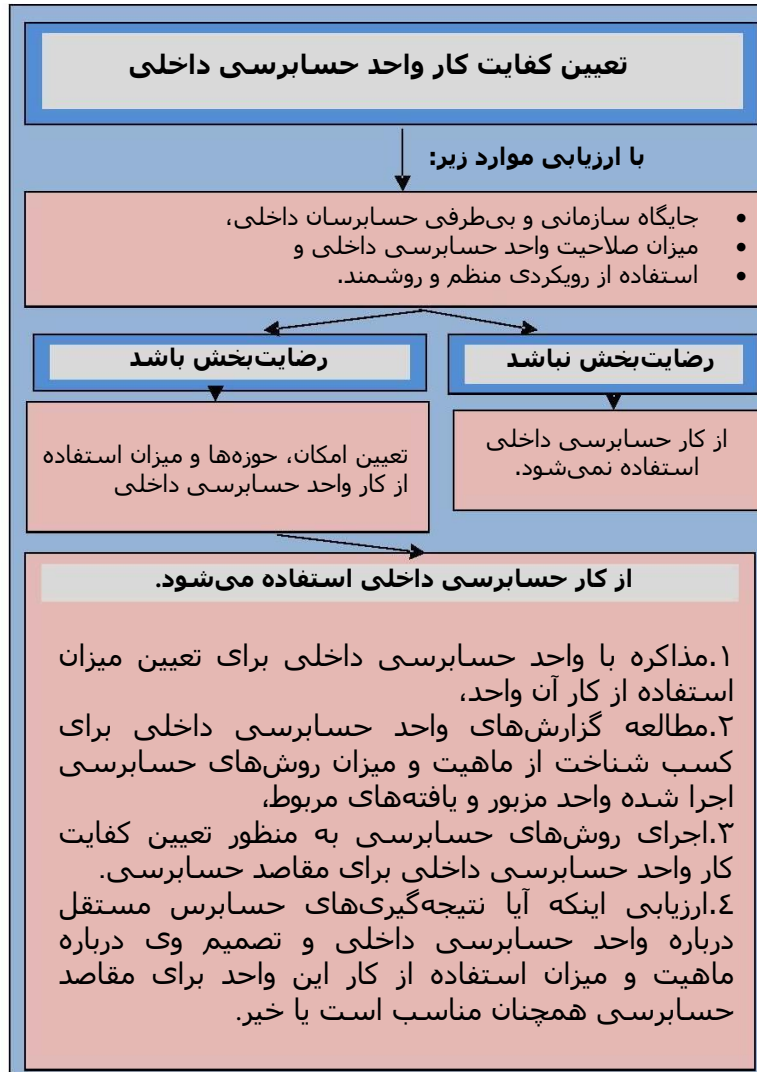 تعیین کفایت کار واحد حسابرسی داخلی
با ارزیابی موارد زیر:
• جایگاه سازمانی و بی‌طرفی حسابرسان داخلی،
• میزان صلاحیت واحد حسابرسی داخلی و
• استفاده از رویکردی منظم و روشمند.
رضایت‌بخش نباشد
رضایت‌بخش باشد
از کار حسابرسی داخلی
استفاده نمی‌شود.
تعیین امکان، حوزه‌ها و میزان استفاده
از کار واحد حسابرسی داخلی
از کار حسابرسی داخلی استفاده می‌شود.
۱.مذاکره با واحد حسابرسی داخلی برای تعیین میزان
استفاده از کار آن واحد،
۲.مطالعه گزارش‌های واحد حسابرسی داخلی برای
کسب شناخت از ماهیت و میزان روش‌های حسابرسی
اجرا شده واحد مزبور و یافته‌های مربوط،
۳.اجرای روش‌های حسابرسی به منظور تعیین کفایت
کار واحد حسابرسی داخلی برای مقاصد حسابرسی.
٤.ارزیابی اینکه آیا نتیجه‌گیری‌های حسابرس مستقل
درباره واحد حسابرسی داخلی و تصمیم وی درباره
ماهیت و میزان استفاده از کار این واحد برای مقاصد
حسابرسی همچنان مناسب است یا خیر.